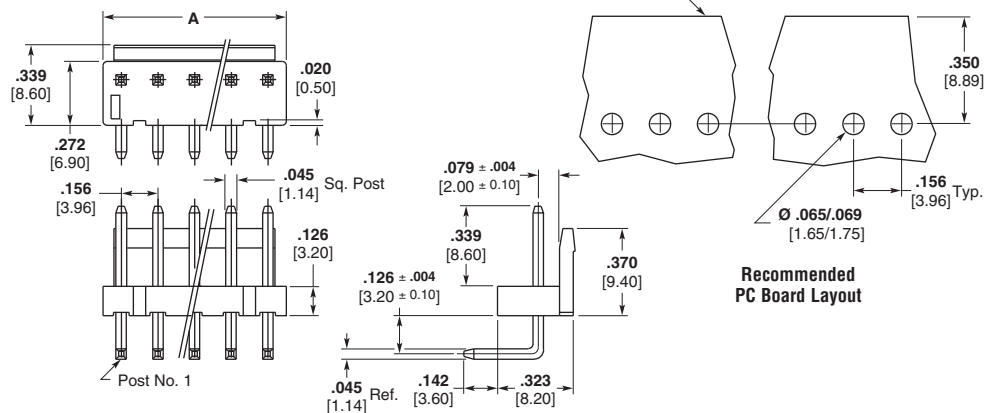 A
.339
[8.60]
.272
[6.90]
.020
[0.50]
.350
[8.89]
.156
[3.96]
.045
[1.14] Sq. Post
.126
[3.20]
Post No. 1
.079 ± .004
[2.00 ± 0.10]
.339
[8.60]
.126 ± .004
[3.20 ± 0.10]
.370
[9.40]
.045
[1.14] Ref.
.142
[3.60]
.323
[8.20]
.156
[3.96] Typ.
Ø .065/.069
[1.65/1.75]
Recommended
PC Board Layout